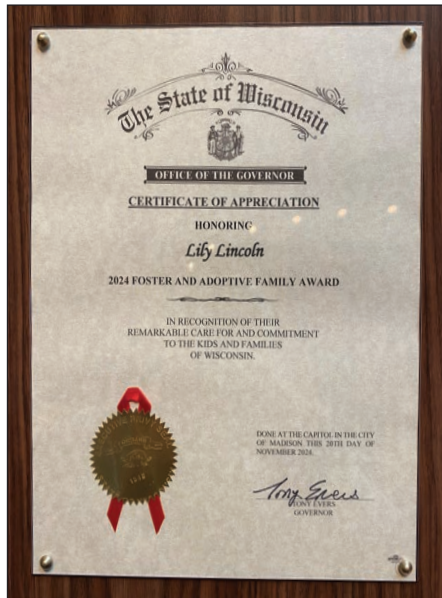 The State of Wisconsin
OFFICE OF THE GOVERNOR
CERTIFICATE OF APPRECIATION
HONORING
Lily Lincoln
2024 FOSTER AND ADOPTIVE FAMILY AWARD
IN RECOGNITION OF THEIR
REMARKABLE CARE FOR AND COMMITMENT
TO THE KIDS AND FAMILIES
OF WISCONSIN.
DONE AT THE CAPITOL IN THE CITY
OF MADISON THIS 20TH DAY OF
NOVEMBER 2024.
Tony Evers
TONY EVERS
GOVERNOR